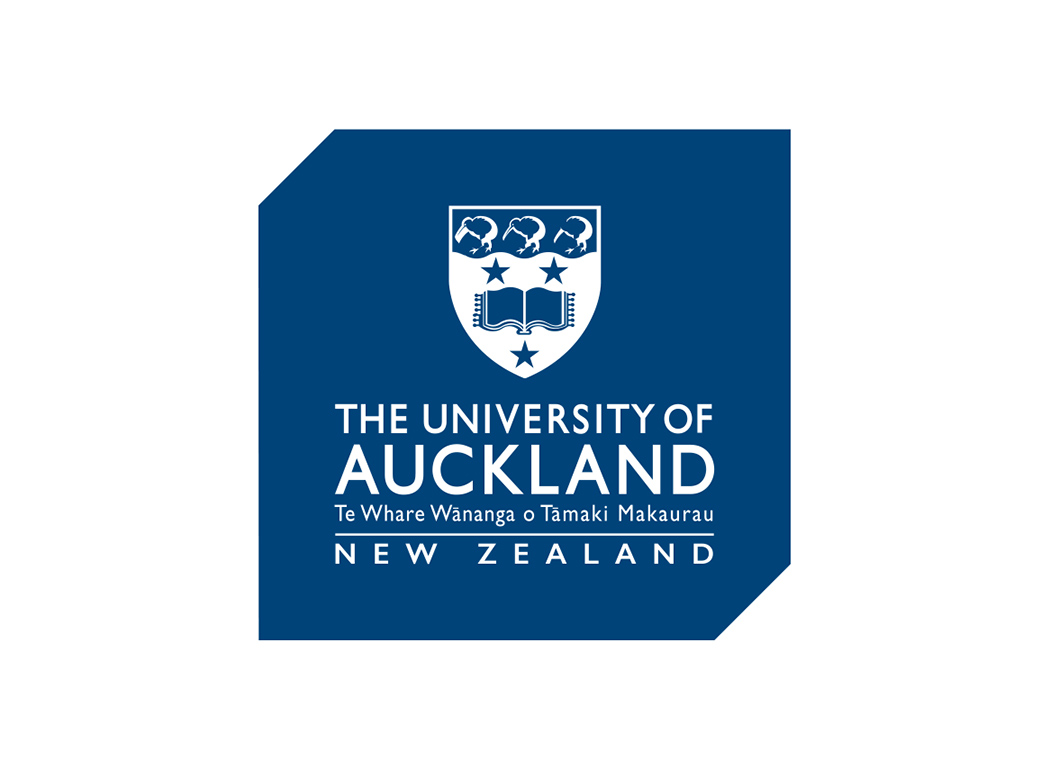 THE UNIVERSITY OF
AUCKLAND
Te Whare Wānanga o Tāmaki Makaurau
NEW ZEALAND